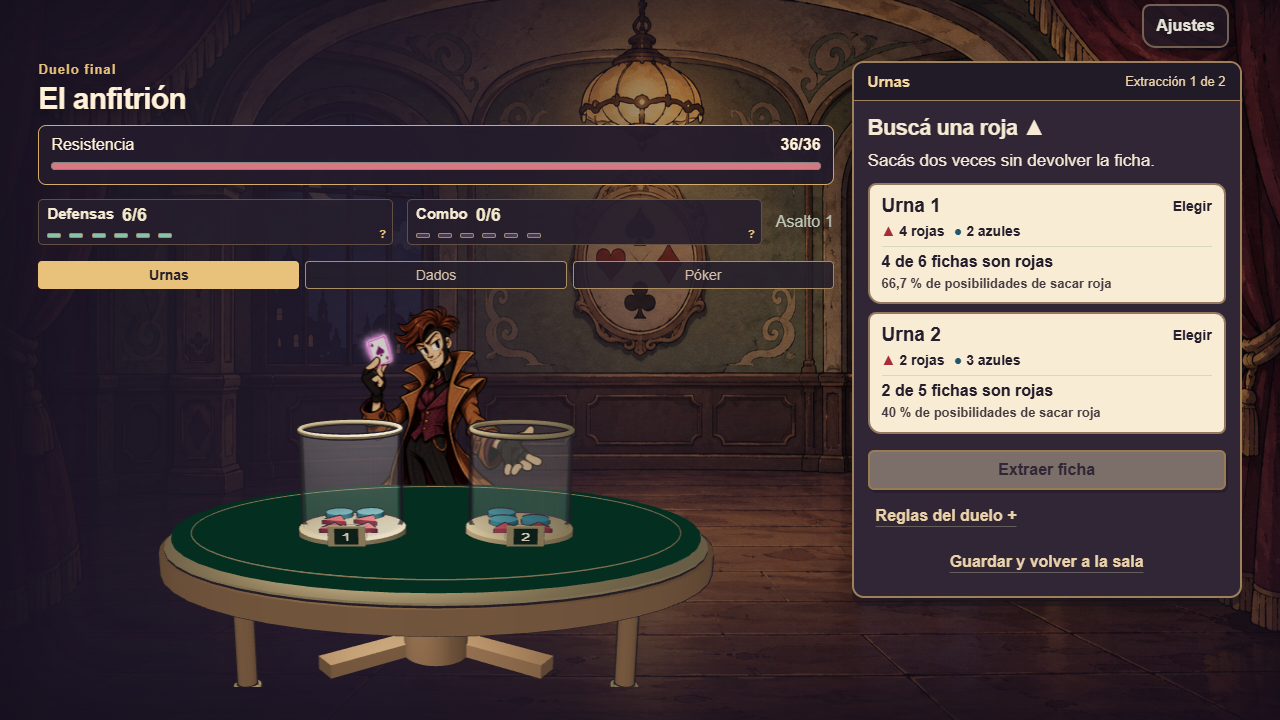 Ajustes
Duelo final
El anfitrión
Resistencia 36/36
Defensas 6/6 ?
Combo 0/6 ?
Asalto 1
Urnas Dados Póker
1 2
Urnas Extracción 1 de 2
Buscá una roja ▲
Sacás dos veces sin devolver la ficha.
Urna 1 Elegir
▲ 4 rojas ● 2 azules
4 de 6 fichas son rojas
66,7 % de posibilidades de sacar roja
Urna 2 Elegir
▲ 2 rojas ● 3 azules
2 de 5 fichas son rojas
40 % de posibilidades de sacar roja
Extraer ficha
Reglas del duelo +
Guardar y volver a la sala